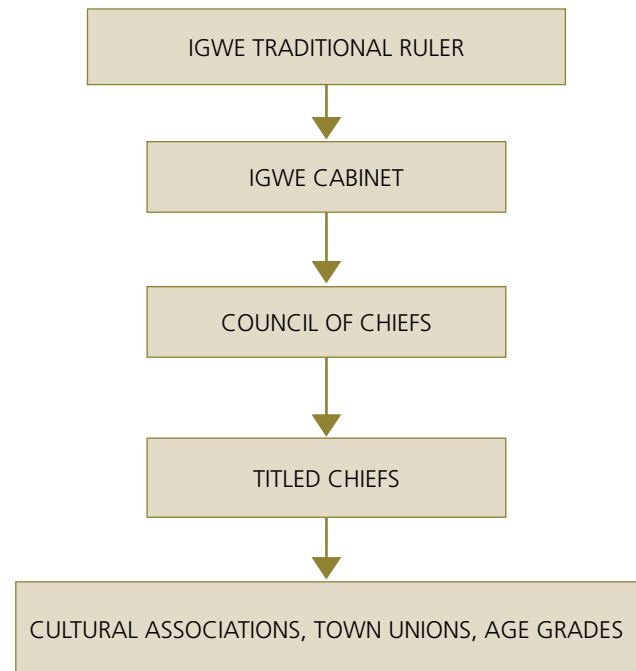 IGWE TRADITIONAL RULER
IGWE CABINET
COUNCIL OF CHIEFS
TITLED CHIEFS
CULTURAL ASSOCIATIONS, TOWN UNIONS, AGE GRADES